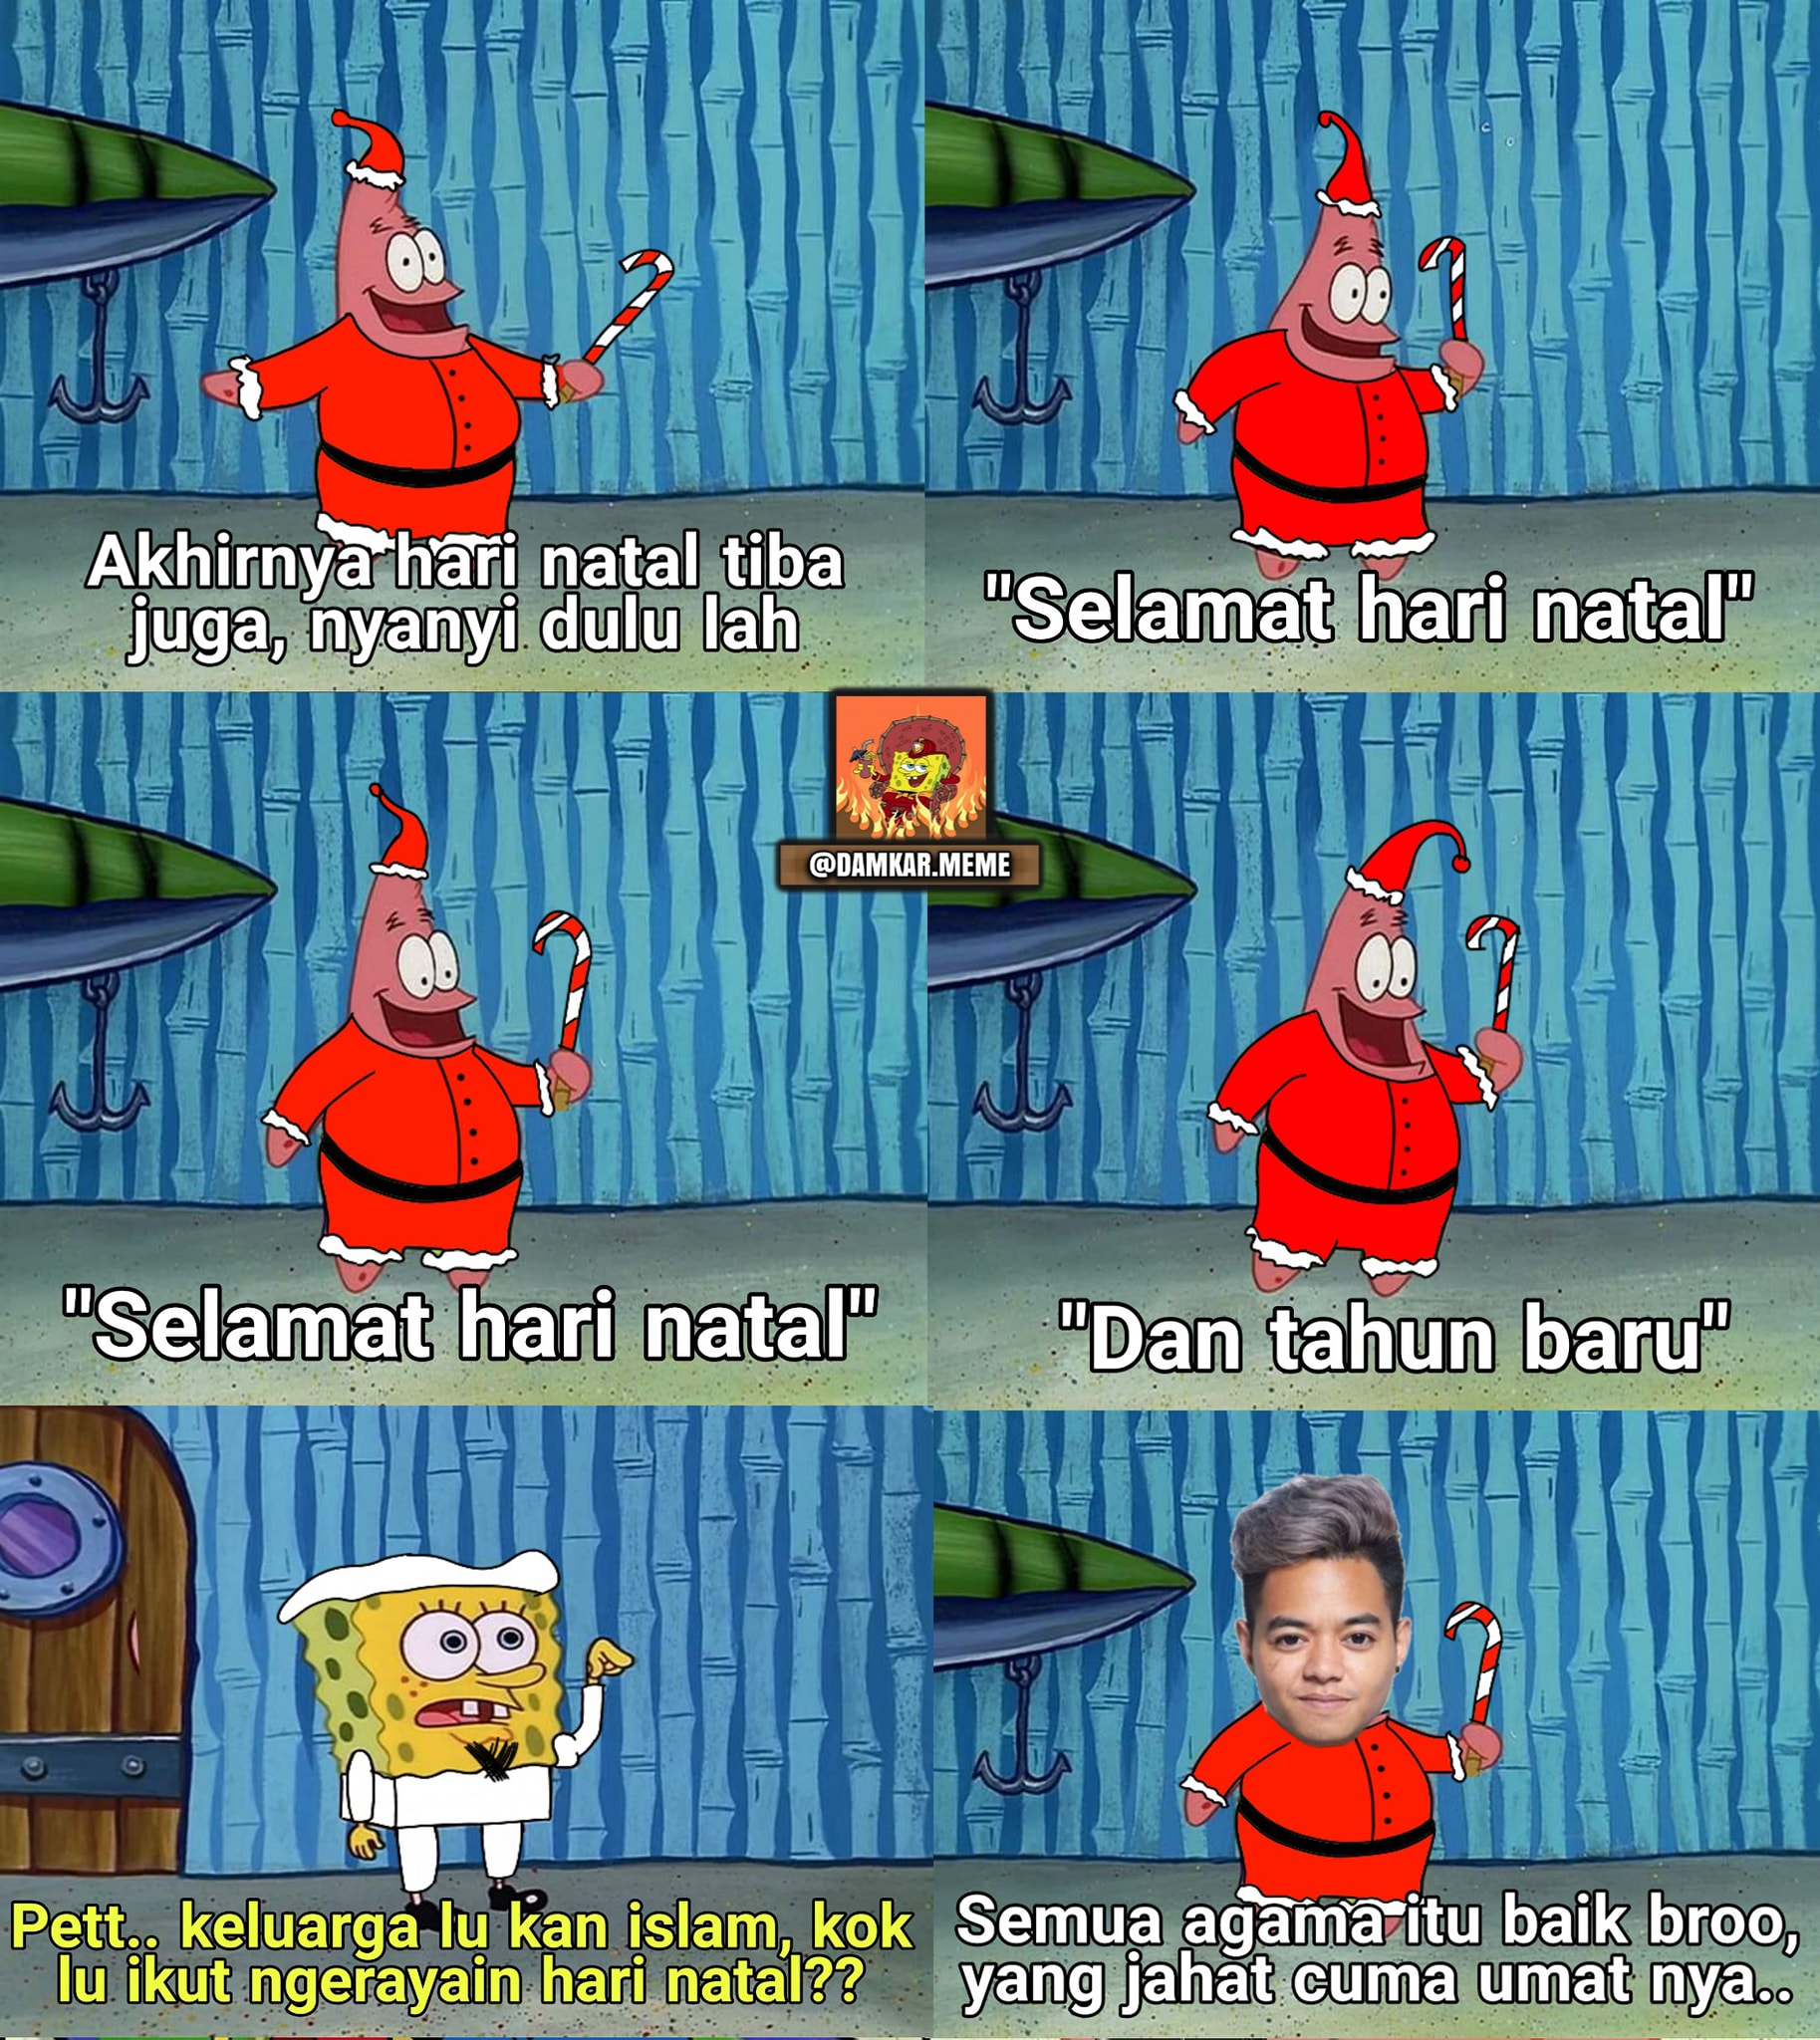 Akhirnya hari natal tiba
juga, nyanyi dulu lah
"Selamat hari natal"
@DAMKAR.MEME
"Selamat hari natal"
"Dan tahun baru"
Pett.. keluarga lu kan islam, kok
lu ikut ngerayain hari natal??
Semua agama itu baik broo,
yang jahat cuma umat nya..